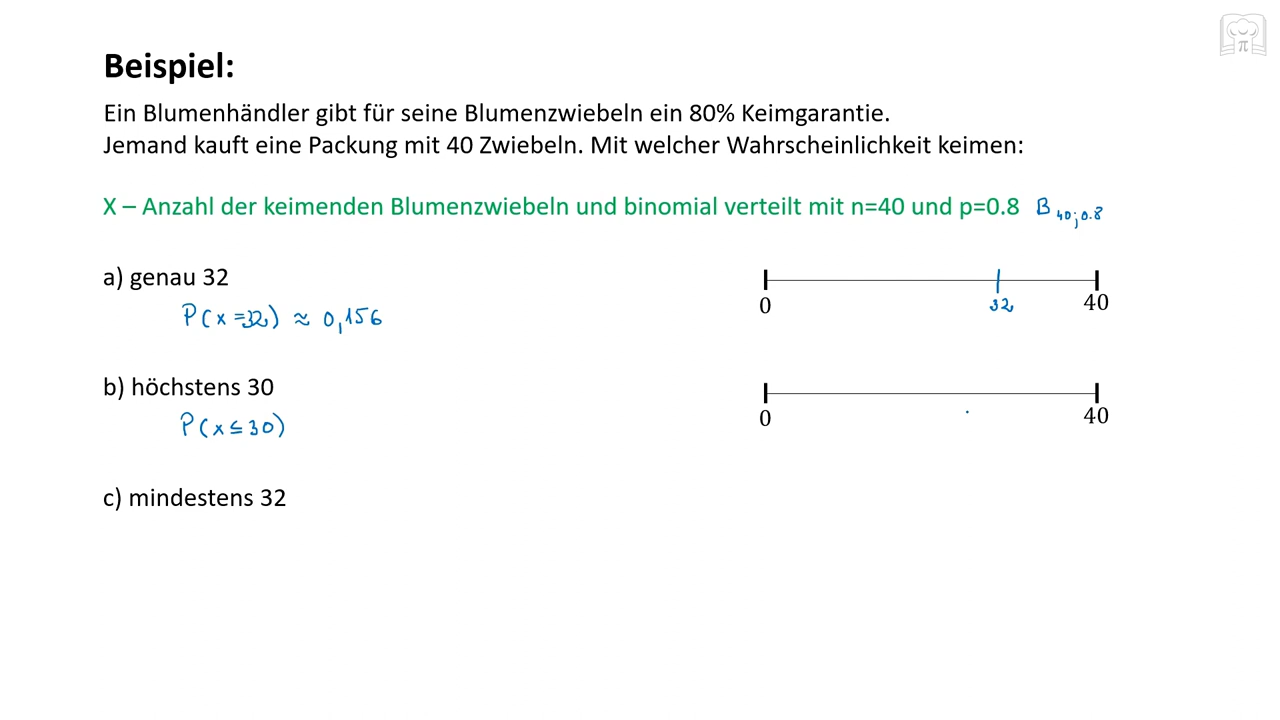 Beispiel:
Ein Blumenhändler gibt für seine Blumenzwiebeln ein 80% Keimgarantie.
Jemand kauft eine Packung mit 40 Zwiebeln. Mit welcher Wahrscheinlichkeit keimen:
X – Anzahl der keimenden Blumenzwiebeln und binomial verteilt mit n=40 und p=0.8 B 40;0.8
a) genau 32
P(x=32) ≈ 0,156
0 32 40
b) höchstens 30
P(x≤30)
0 40
c) mindestens 32
π